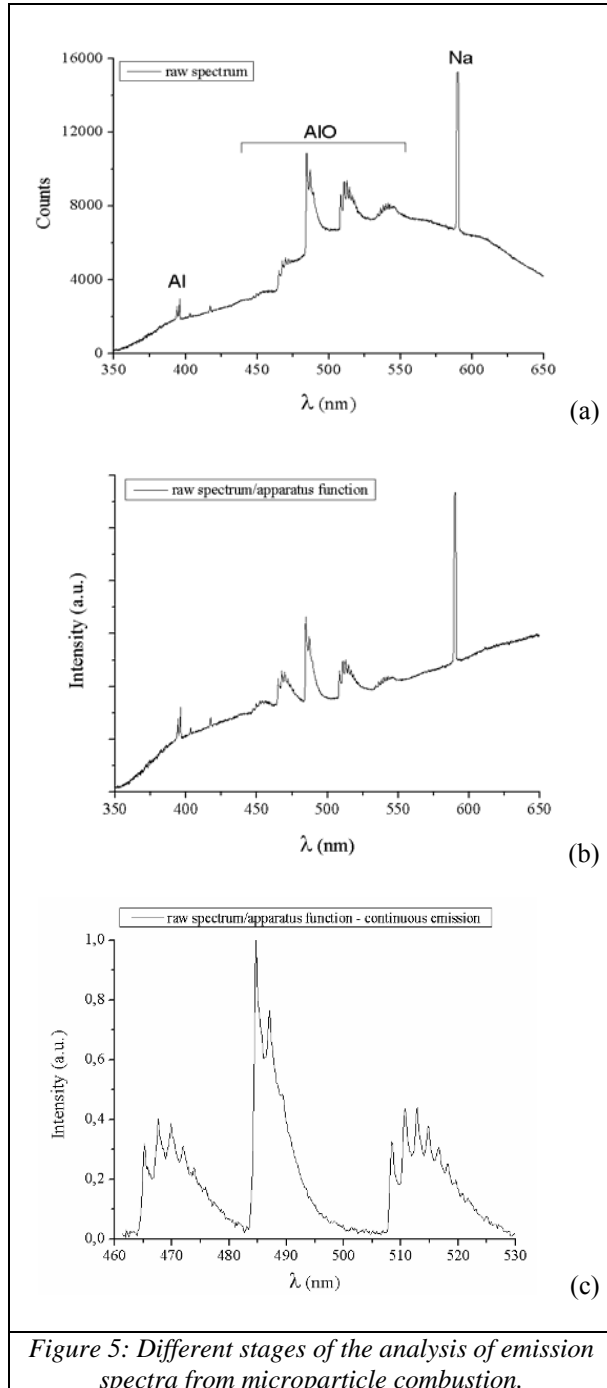 16000
raw spectrum
Na
12000
AlO
8000
Counts
4000
Al
0
350 400 450 500 550 600 650
λ (nm)
(a)
raw spectrum/apparatus function
Intensity (a.u.)
350 400 450 500 550 600 650
λ (nm)
(b)
raw spectrum/apparatus function - continuous emission
1,0
0,8
0,6
0,4
0,2
0,0
Intensity (a.u.)
460 470 480 490 500 510 520 530
λ (nm)
(c)
Figure 5: Different stages of the analysis of emission
spectra from microparticle combustion.